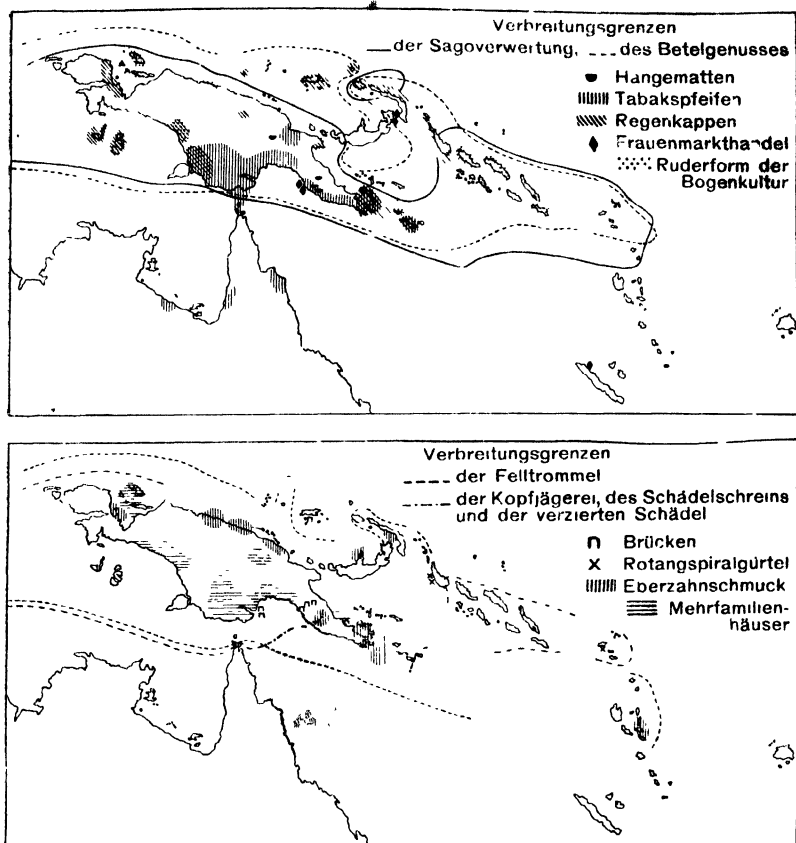 Verbreitungsgrenzen
der Sagoverwertung, des Betelgenusses
Hangematten
Tabakspfeifen
Regenkappen
Frauenmarkthandel
Ruderform der
Bogenkultur
Verbreitungsgrenzen
der Felltrommel
der Kopfjägerei, des Schädelschreins
und der verzierten Schädel
Brücken
Rotangspiralgürtel
Eberzahnschmuck
Mehrfamilien-
häuser